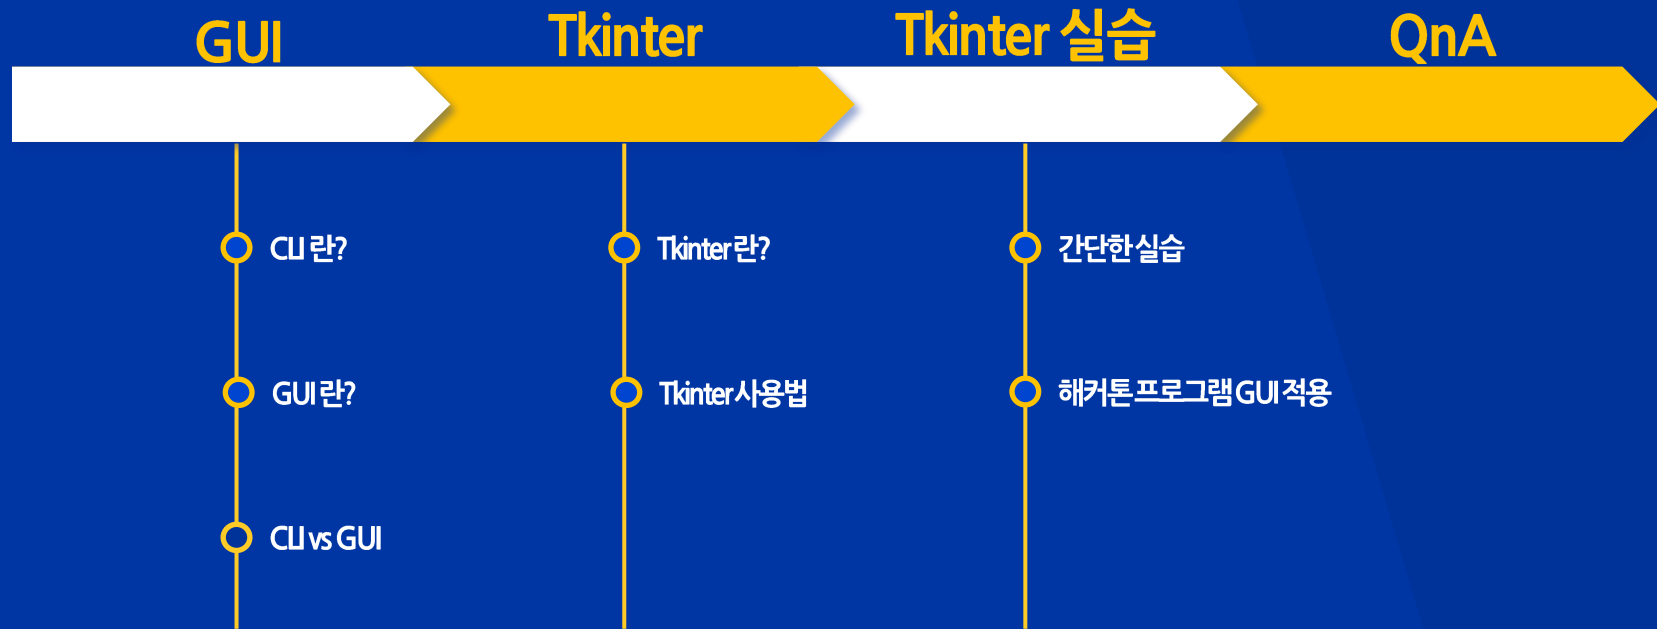 GUI
Tkinter
Tkinter 실습
QnA
CLI 란?
Tkinter 란?
간단한 실습
GUI 란?
Tkinter 사용법
해커톤 프로그램 GUI 적용
CLI vs GUI